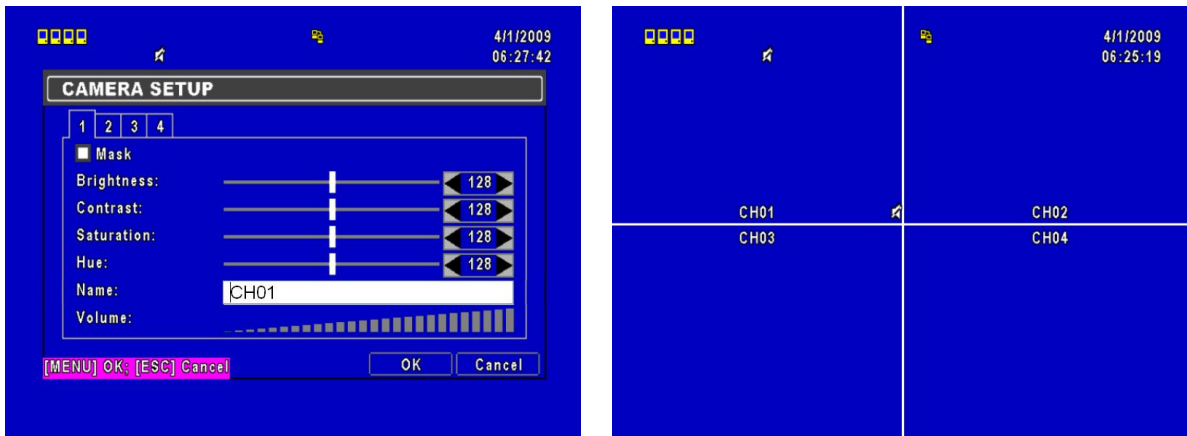 4/1/2009
06:27:42
CAMERA SETUP
1 2 3 4
Mask
Brightness: 128
Contrast: 128
Saturation: 128
Hue: 128
Name: CH01
Volume:
[MENU] OK; [ESC] Cancel OK Cancel
4/1/2009
06:25:19
CH01 CH02
CH03 CH04